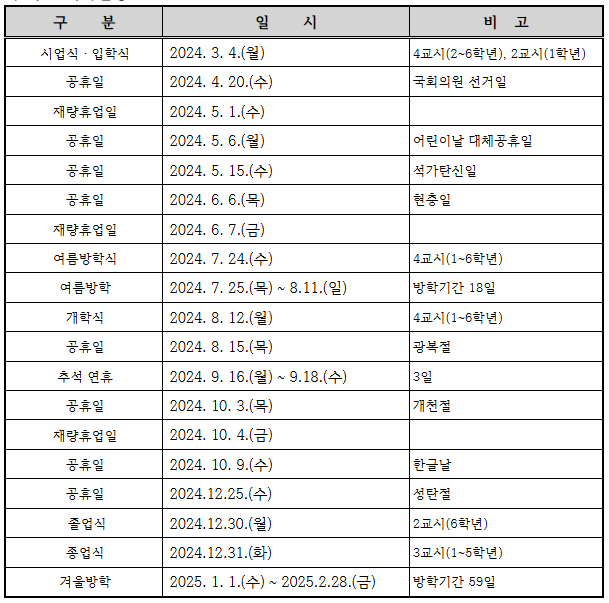 구 분 일 시 비 고
시업식 · 입학식 2024. 3. 4.(월) 4교시(2~6학년), 2교시(1학년)
공휴일 2024. 4. 20.(수) 국회의원 선거일
재량휴업일 2024. 5. 1.(수)
공휴일 2024. 5. 6.(월) 어린이날 대체공휴일
공휴일 2024. 5. 15.(수) 석가탄신일
공휴일 2024. 6. 6.(목) 현충일
재량휴업일 2024. 6. 7.(금)
여름방학식 2024. 7. 24.(수) 4교시(1~6학년)
여름방학 2024. 7. 25.(목) ~ 8.11.(일) 방학기간 18일
개학식 2024. 8. 12.(월) 4교시(1~6학년)
공휴일 2024. 8. 15.(목) 광복절
추석 연휴 2024. 9. 16.(월) ~ 9.18.(수) 3일
공휴일 2024. 10. 3.(목) 개천절
재량휴업일 2024. 10. 4.(금)
공휴일 2024. 10. 9.(수) 한글날
공휴일 2024.12.25.(수) 성탄절
졸업식 2024.12.30.(월) 2교시(6학년)
종업식 2024.12.31.(화) 3교시(1~5학년)
겨울방학 2025. 1. 1.(수) ~ 2025.2.28.(금) 방학기간 59일